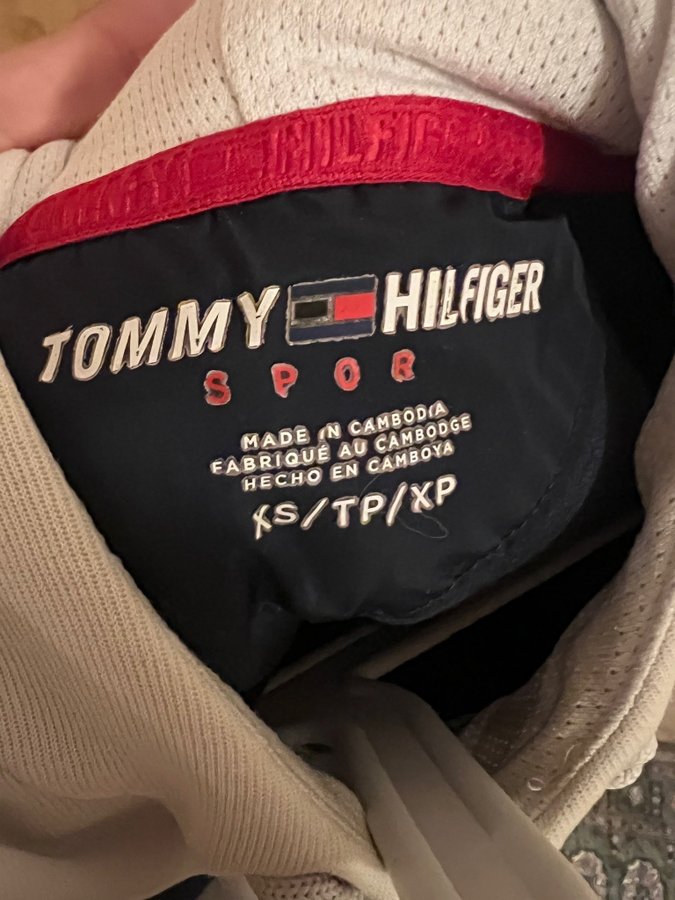 HILFIGER
TOMMY HILFIGER
SPOR
MADE IN CAMBODIA
FABRIQUÉ AU CAMBODGE
HECHO EN CAMBOYA
XS/TP/XP